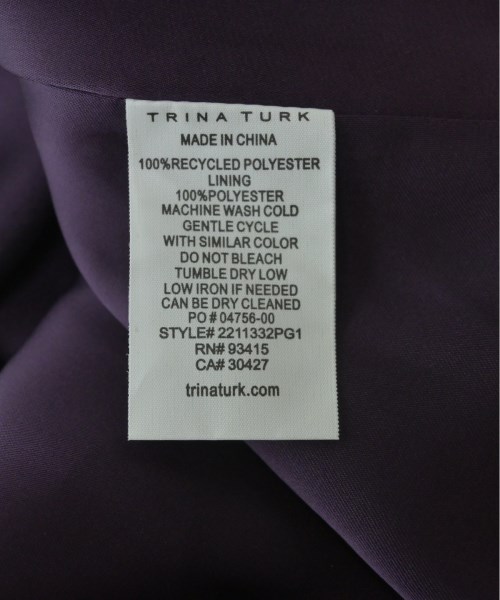 TRINA TURK
MADE IN CHINA
100%RECYCLED POLYESTER
LINING
100%POLYESTER
MACHINE WASH COLD
GENTLE CYCLE
WITH SIMILAR COLOR
DO NOT BLEACH
TUMBLE DRY LOW
LOW IRON IF NEEDED
CAN BE DRY CLEANED
PO # 04756-00
STYLE# 2211332PG1
RN# 93415
CA# 30427
trinaturk.com